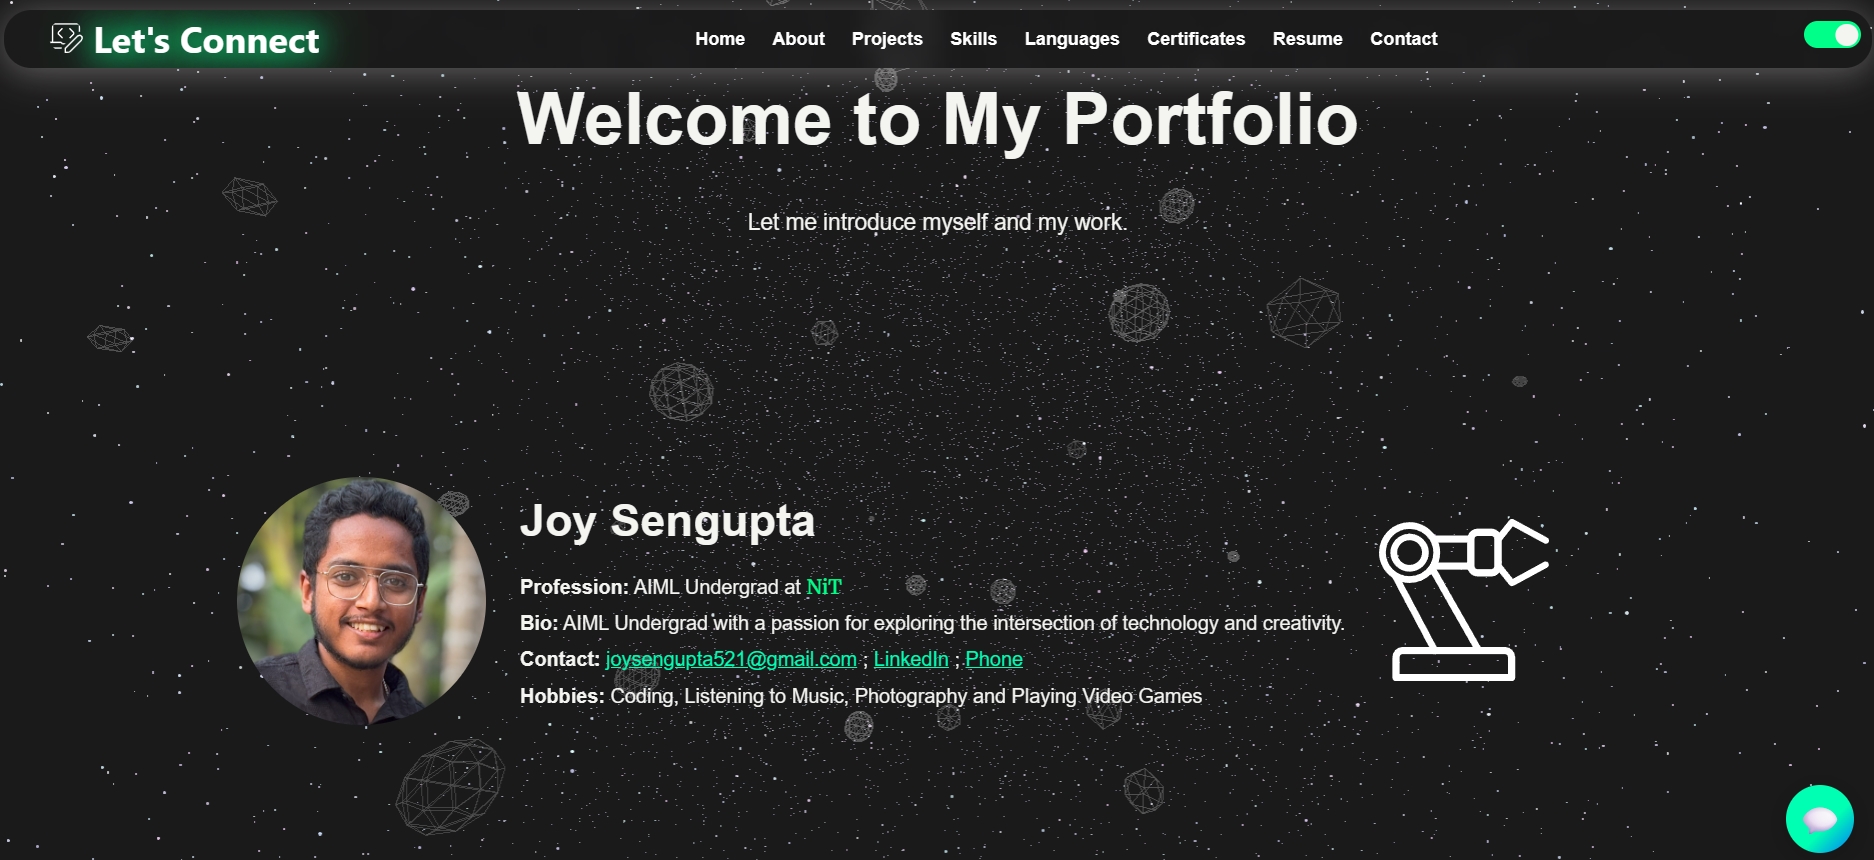 Let's Connect
Home About Projects Skills Languages Certificates Resume Contact
Welcome to My Portfolio
Let me introduce myself and my work.
Joy Sengupta
Profession: AIML Undergrad at NiT
Bio: AIML Undergrad with a passion for exploring the intersection of technology and creativity.
Contact: joysengupta521@gmail.com ; LinkedIn ; Phone
Hobbies: Coding, Listening to Music, Photography and Playing Video Games